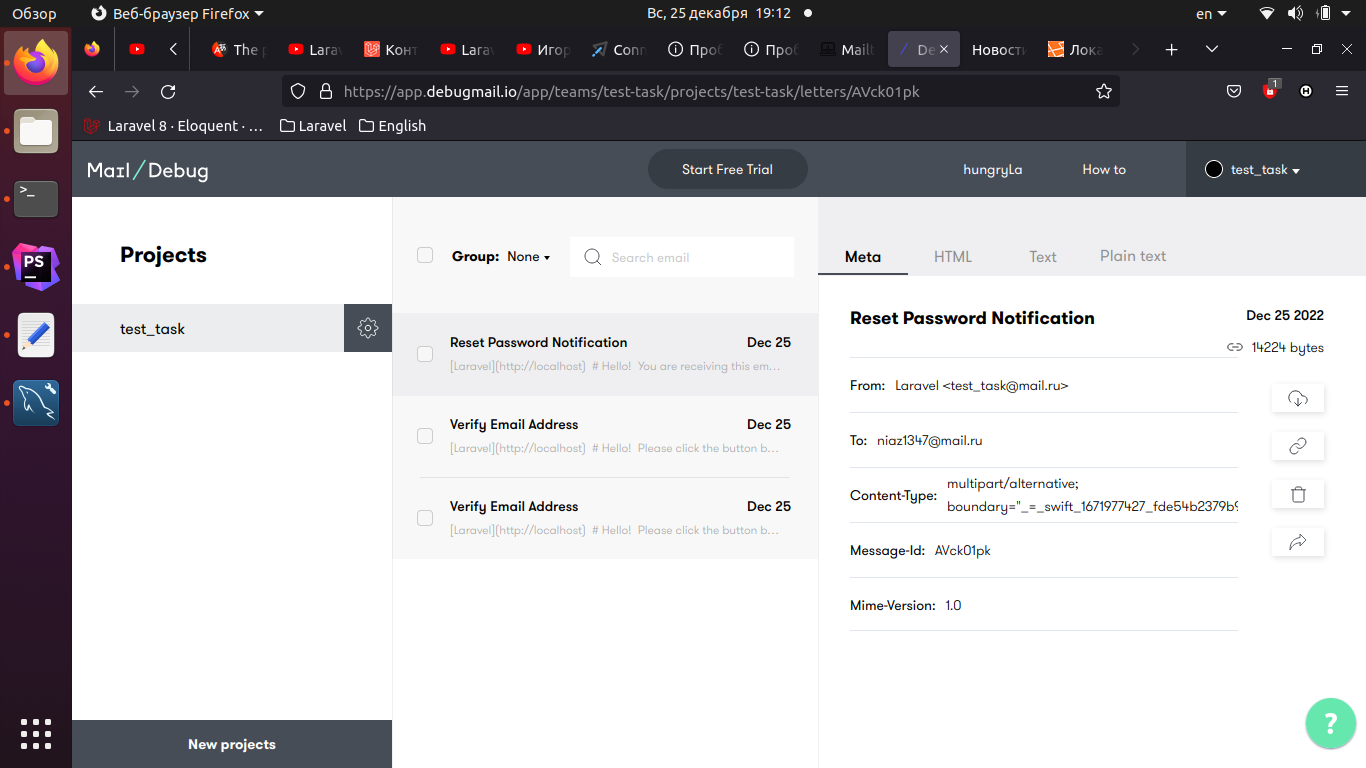 Обзор
Веб-браузер Firefox
Вс, 25 декабря 19:12
en
The
Lara
Конт
Lara
Игор
Conn
Проб
Проб
Mailt
De
Новости
Лока
https://app.debugmail.io/app/teams/test-task/projects/test-task/letters/AVck01pk
1
Laravel 8 · Eloquent · …
Laravel
English
Mail/Debug
Start Free Trial
hungryLa
How to
test_task
Projects
test_task
New projects
Group: None
Search email
Reset Password Notification
Dec 25
[Laravel](http://localhost) # Hello! You are receiving this em…
Verify Email Address
Dec 25
[Laravel](http://localhost) # Hello! Please click the button b…
Verify Email Address
Dec 25
[Laravel](http://localhost) # Hello! Please click the button b…
Meta
HTML
Text
Plain text
Reset Password Notification
Dec 25 2022
14224 bytes
From: Laravel <test_task@mail.ru>
To: niaz1347@mail.ru
Content-Type: multipart/alternative;
boundary="_=_swift_1671977427_fde54b2379b9
Message-Id: AVck01pk
Mime-Version: 1.0
?
PS
>_